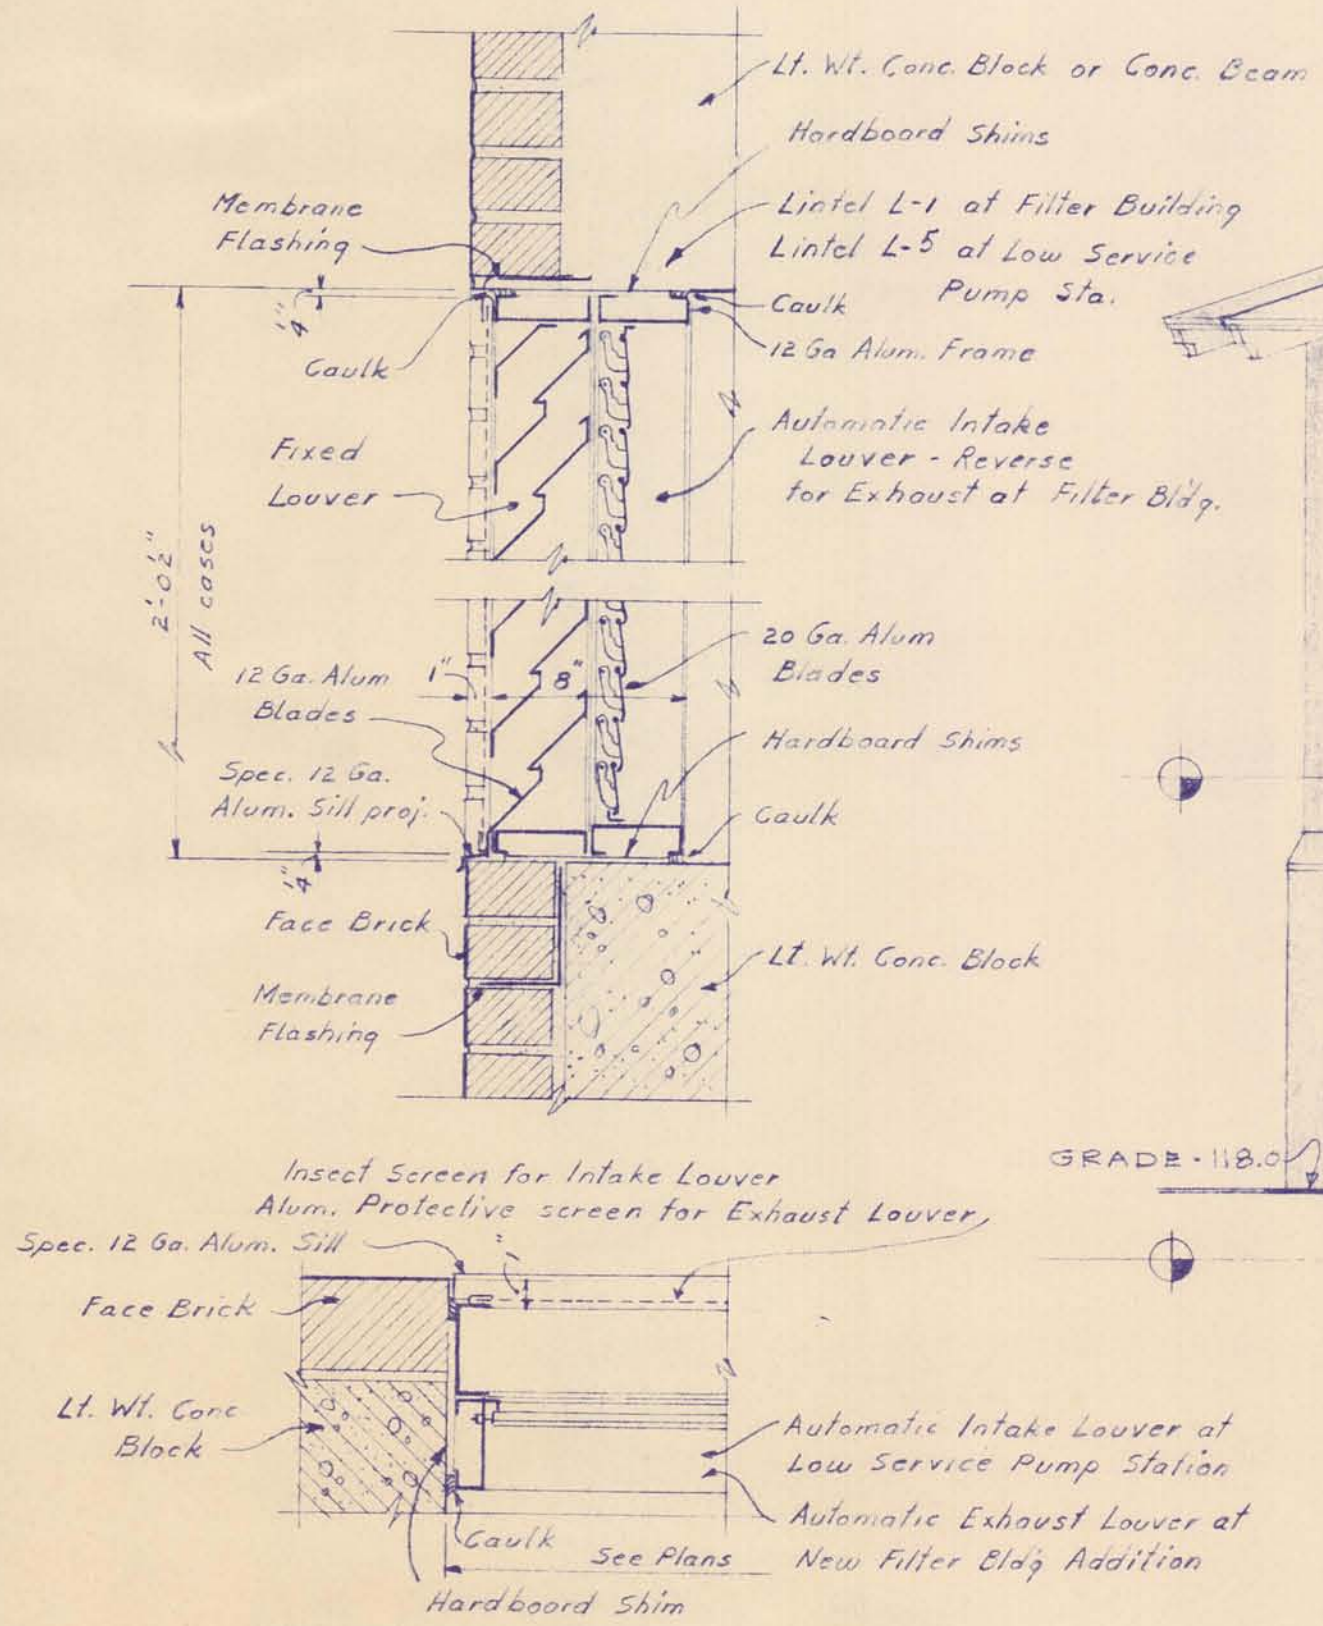 Lt. Wt. Conc. Block or Conc. Beam
Hardboard Shims
Membrane
Flashing
Lintel L-1 at Filter Building
Lintel L-5 at Low Service
Pump Sta.
1/4"
Caulk
Caulk
12 Ga Alum. Frame
Fixed
Louver
Automatic Intake
Louver - Reverse
for Exhaust at Filter Bldg.
2'-0 1/2"
All cases
12 Ga. Alum
Blades
1"
8"
20 Ga. Alum
Blades
Hardboard Shims
Spec. 12 Ga.
Alum. Sill proj.
Caulk
1/4"
Face Brick
Lt. Wt. Conc. Block
Membrane
Flashing
GRADE - 118.0
Insect Screen for Intake Louver
Alum. Protective screen for Exhaust Louver
Spec. 12 Ga. Alum. Sill
1"
Face Brick
Lt. Wt. Conc
Block
Automatic Intake Louver at
Low Service Pump Station
Automatic Exhaust Louver at
New Filter Bldg Addition
Caulk
See Plans
Hardboard Shim